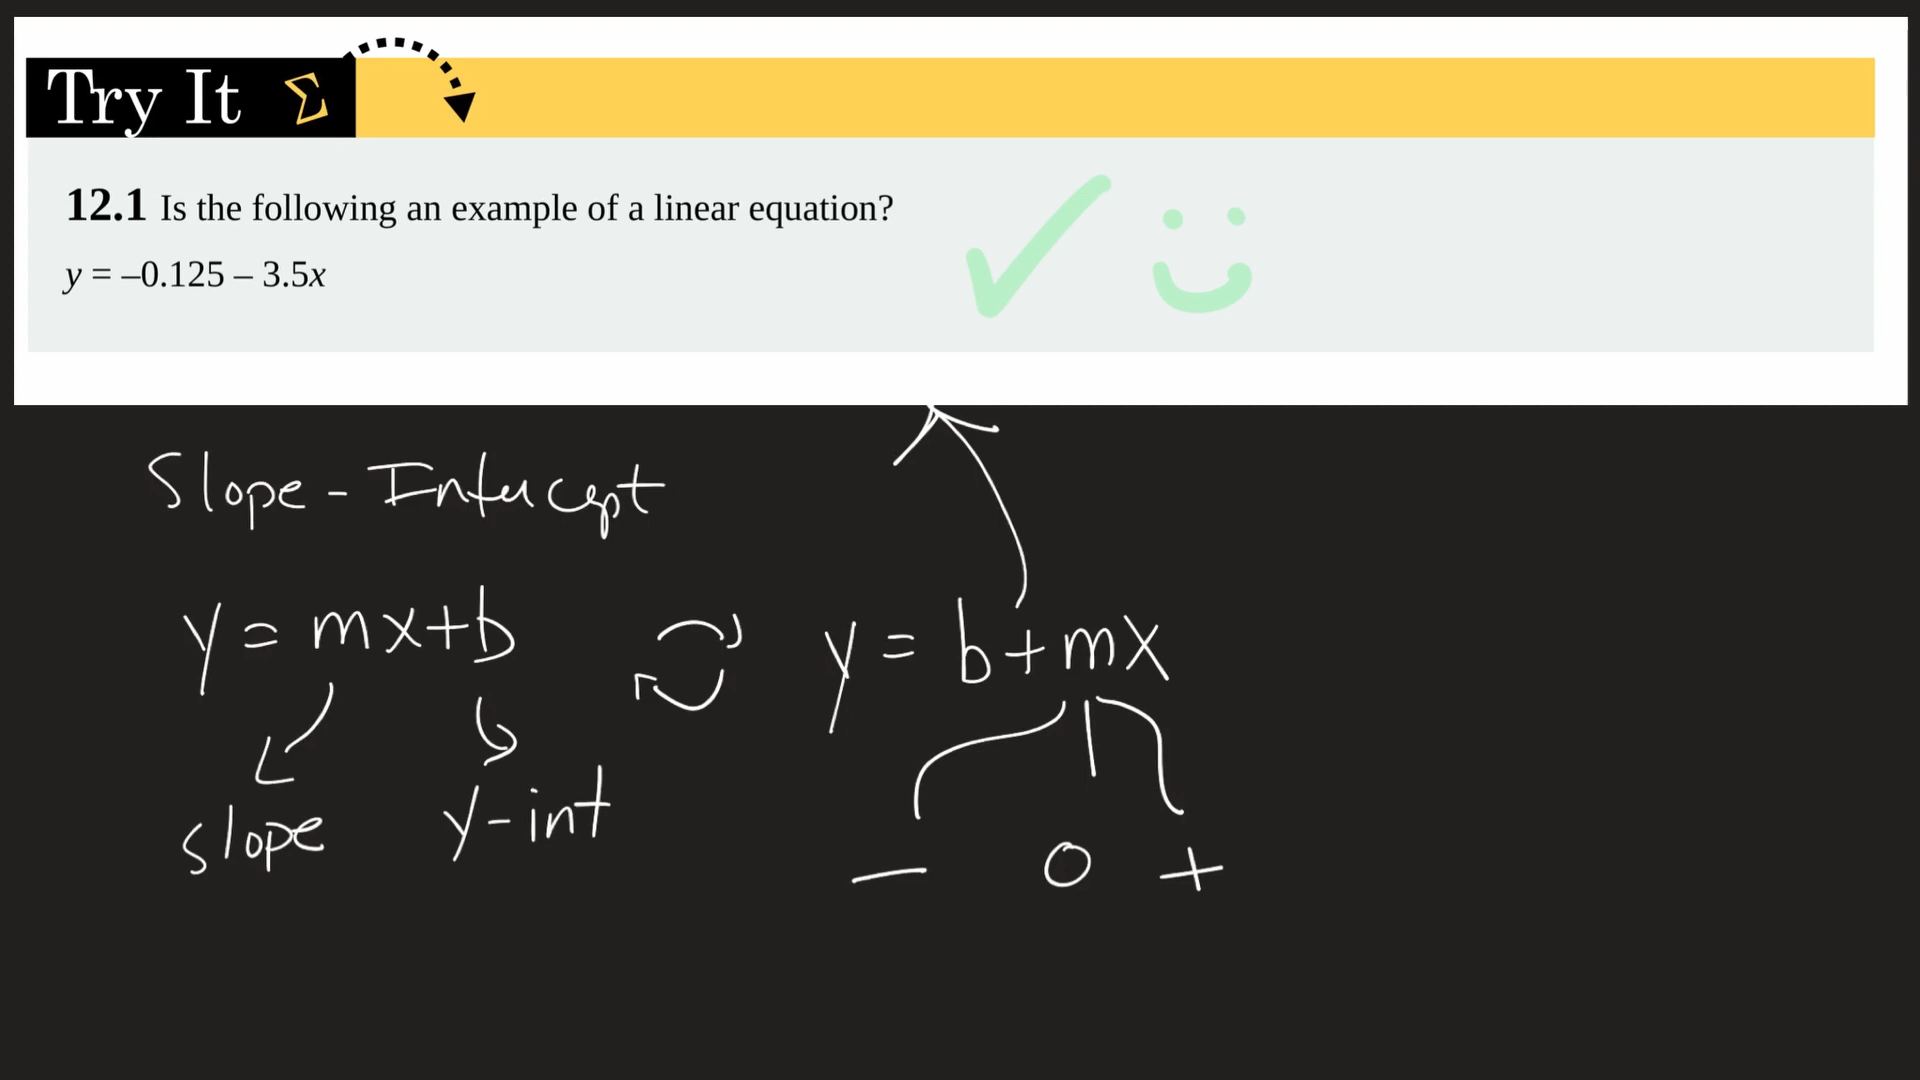 Try It Σ
12.1 Is the following an example of a linear equation?
y = –0.125 – 3.5x
Slope - Intercept
y = mx+b
y = b+mx
slope
y-int
— 0 +